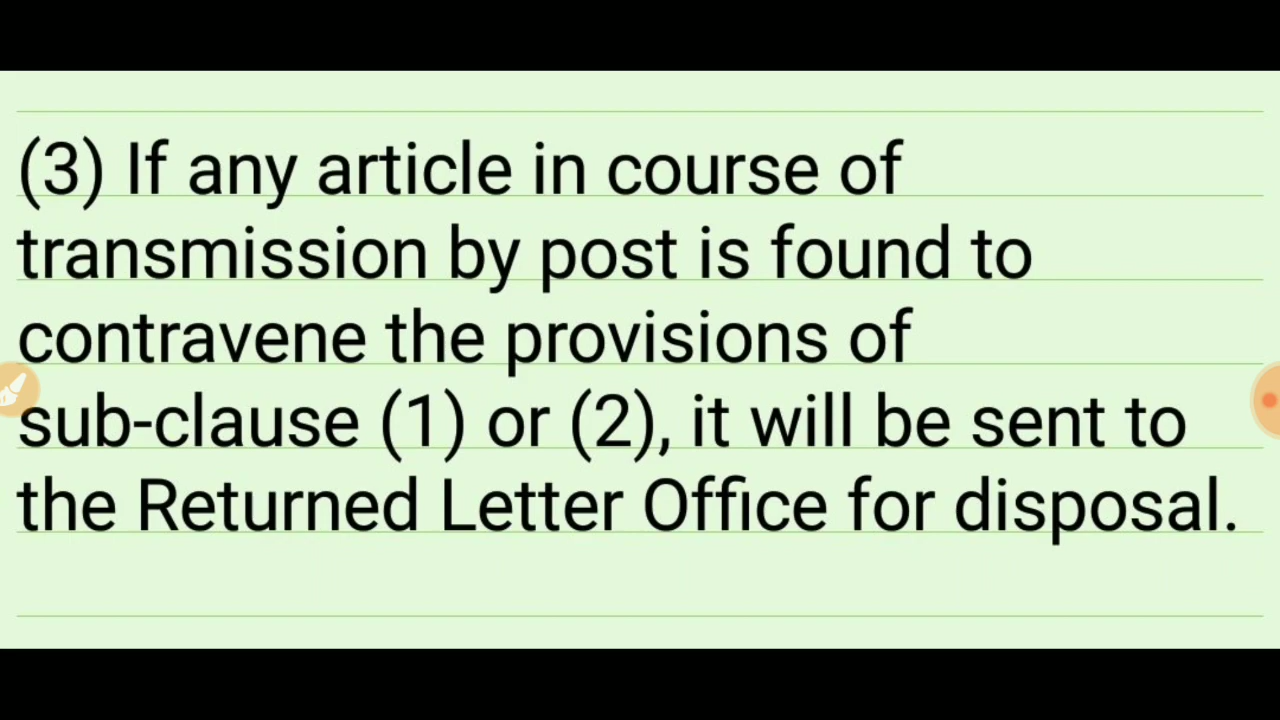 (3) If any article in course of
transmission by post is found to
contravene the provisions of
sub-clause (1) or (2), it will be sent to
the Returned Letter Office for disposal.